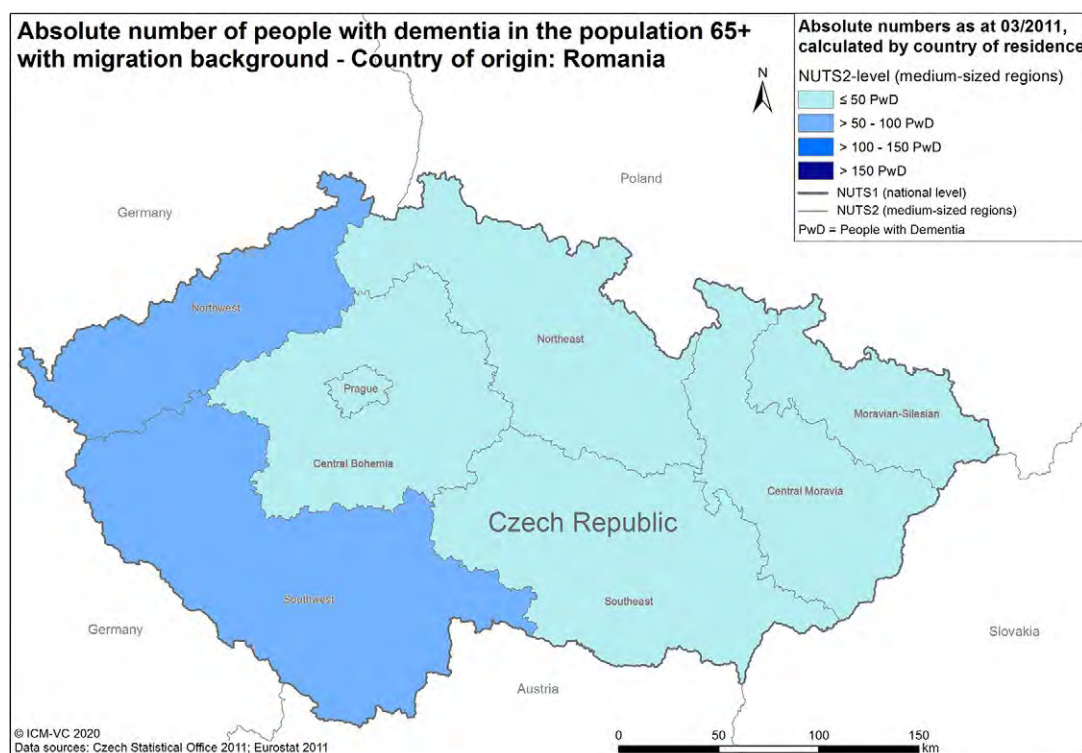 Absolute number of people with dementia in the population 65+
with migration background - Country of origin: Romania
Absolute numbers as at 03/2011,
calculated by country of residence
NUTS2-level (medium-sized regions)
≤ 50 PwD
> 50 - 100 PwD
> 100 - 150 PwD
> 150 PwD
NUTS1 (national level)
NUTS2 (medium-sized regions)
PwD = People with Dementia
N
Poland
Germany
Northwest
Northeast
Prague
Moravian-Silesian
Central Bohemia
Central Moravia
Czech Republic
Southwest
Southeast
Germany
Slovakia
Austria
© ICM-VC 2020
Data sources: Czech Statistical Office 2011; Eurostat 2011
0 50 100 150
km